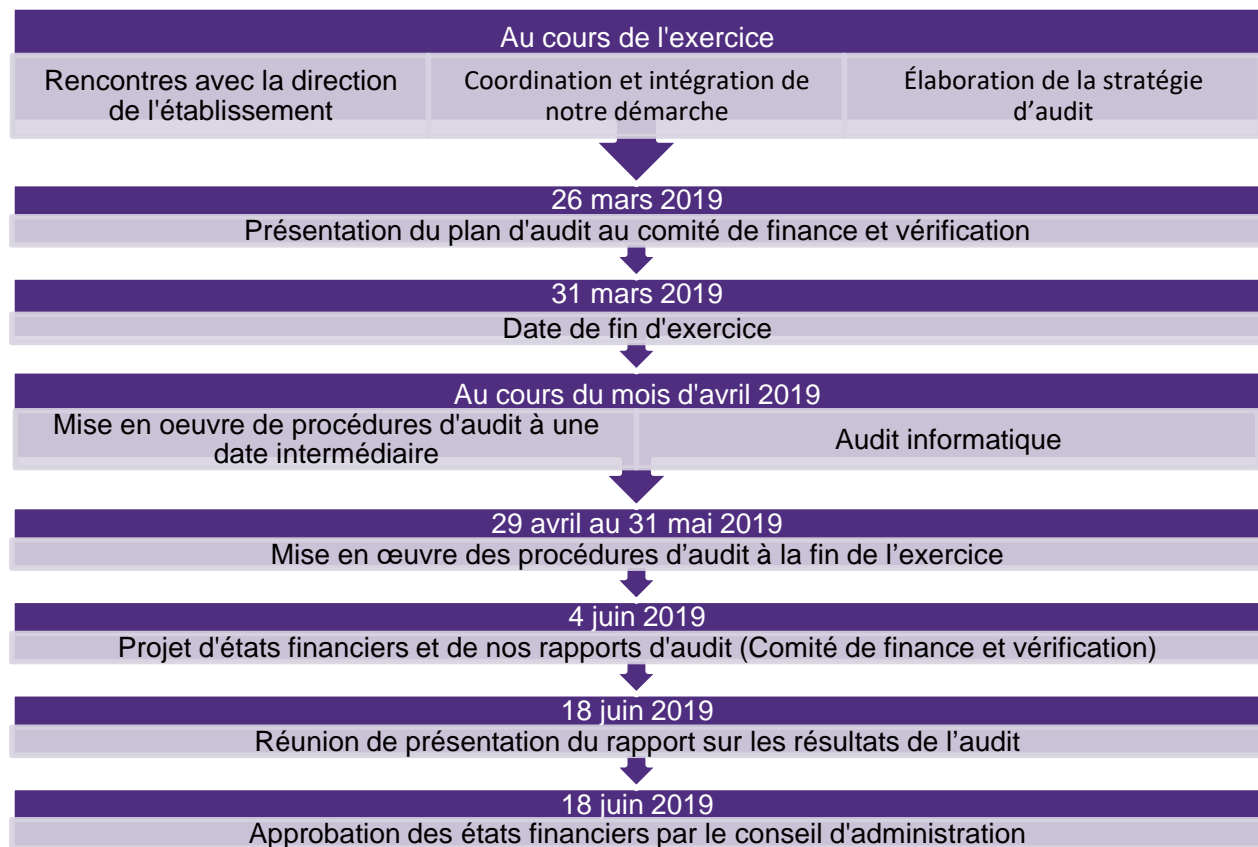 Au cours de l'exercice
Rencontres avec la direction
de l'établissement
Coordination et intégration de
notre démarche
Élaboration de la stratégie
d’audit
26 mars 2019
Présentation du plan d'audit au comité de finance et vérification
31 mars 2019
Date de fin d'exercice
Au cours du mois d'avril 2019
Mise en oeuvre de procédures d'audit à une
date intermédiaire
Audit informatique
29 avril au 31 mai 2019
Mise en œuvre des procédures d’audit à la fin de l’exercice
4 juin 2019
Projet d'états financiers et de nos rapports d'audit (Comité de finance et vérification)
18 juin 2019
Réunion de présentation du rapport sur les résultats de l’audit
18 juin 2019
Approbation des états financiers par le conseil d'administration